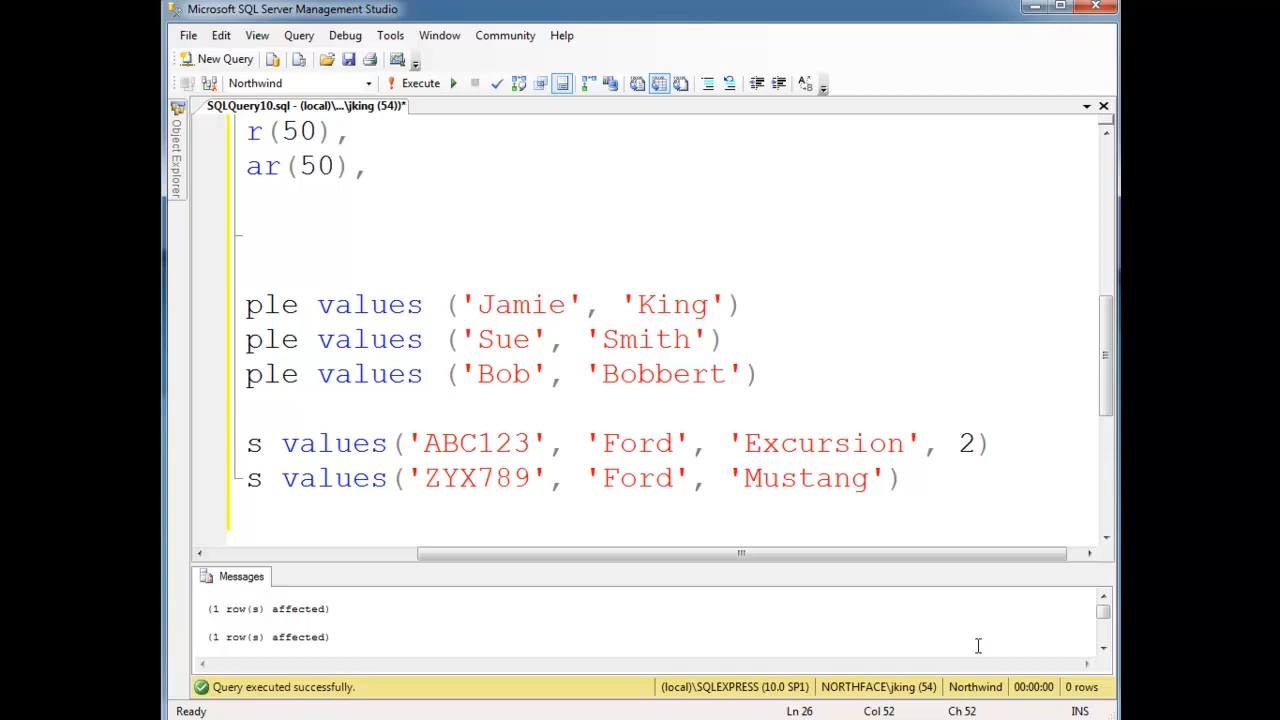 Microsoft SQL Server Management Studio
File Edit View Query Debug Tools Window Community Help
New Query
Northwind Execute
SQLQuery10.sql - (local)\...\jking (54))*
Object Explorer
r(50),
ar(50),
ple values ('Jamie', 'King')
ple values ('Sue', 'Smith')
ple values ('Bob', 'Bobbert')
s values('ABC123', 'Ford', 'Excursion', 2)
s values('ZYX789', 'Ford', 'Mustang')
Messages
(1 row(s) affected)
(1 row(s) affected)
Query executed successfully. (local)\SQLEXPRESS (10.0 SP1) NORTHFACE\jking (54) Northwind 00:00:00 0 rows
Ready Ln 26 Col 52 Ch 52 INS